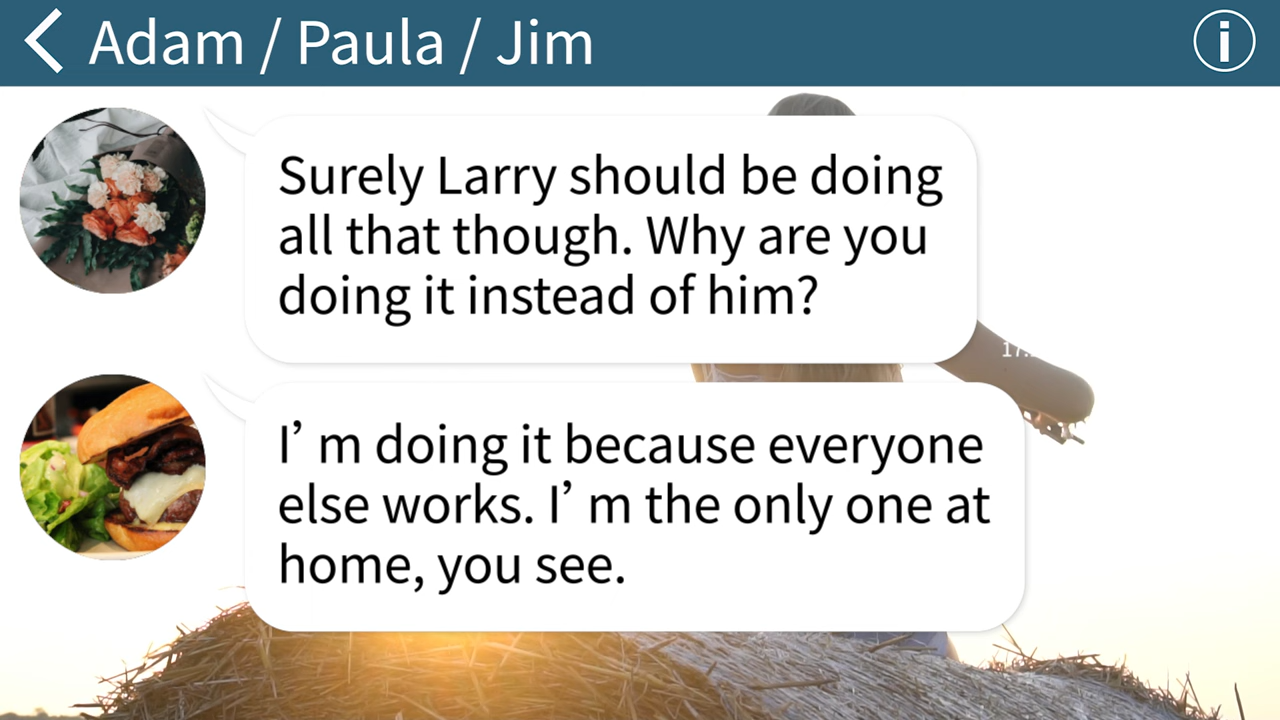 Adam / Paula / Jim
Surely Larry should be doing
all that though. Why are you
doing it instead of him?
I’ m doing it because everyone
else works. I’ m the only one at
home, you see.